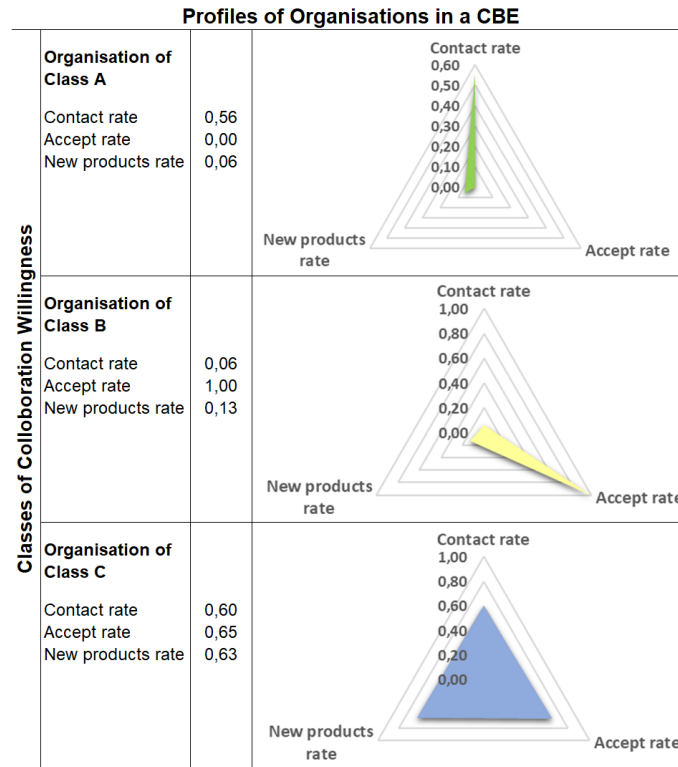 Profiles of Organisations in a CBE
Classes of Colloboration Willingness
Organisation of
Class A
Contact rate 0,56
Accept rate 0,00
New products rate 0,06
Contact rate
0,60
0,50
0,40
0,30
0,20
0,10
0,00
New products
rate
Accept rate
Organisation of
Class B
Contact rate 0,06
Accept rate 1,00
New products rate 0,13
Contact rate
1,00
0,80
0,60
0,40
0,20
0,00
New products
rate
Accept rate
Organisation of
Class C
Contact rate 0,60
Accept rate 0,65
New products rate 0,63
Contact rate
1,00
0,80
0,60
0,40
0,20
0,00
New products
rate
Accept rate